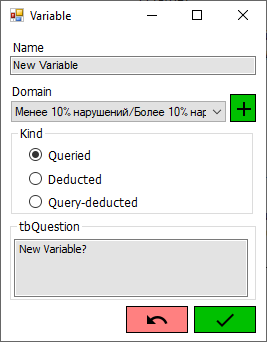 Variable
Name
New Variable
Domain
Менее 10% нарушений/Более 10% нар
Kind
Queried
Deducted
Query-deducted
tbQuestion
New Variable?